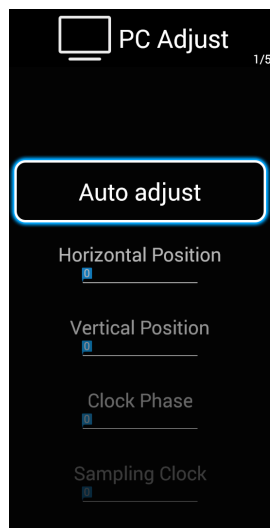 PC Adjust
1/5
Auto adjust
Horizontal Position
0
Vertical Position
0
Clock Phase
0
Sampling Clock
0